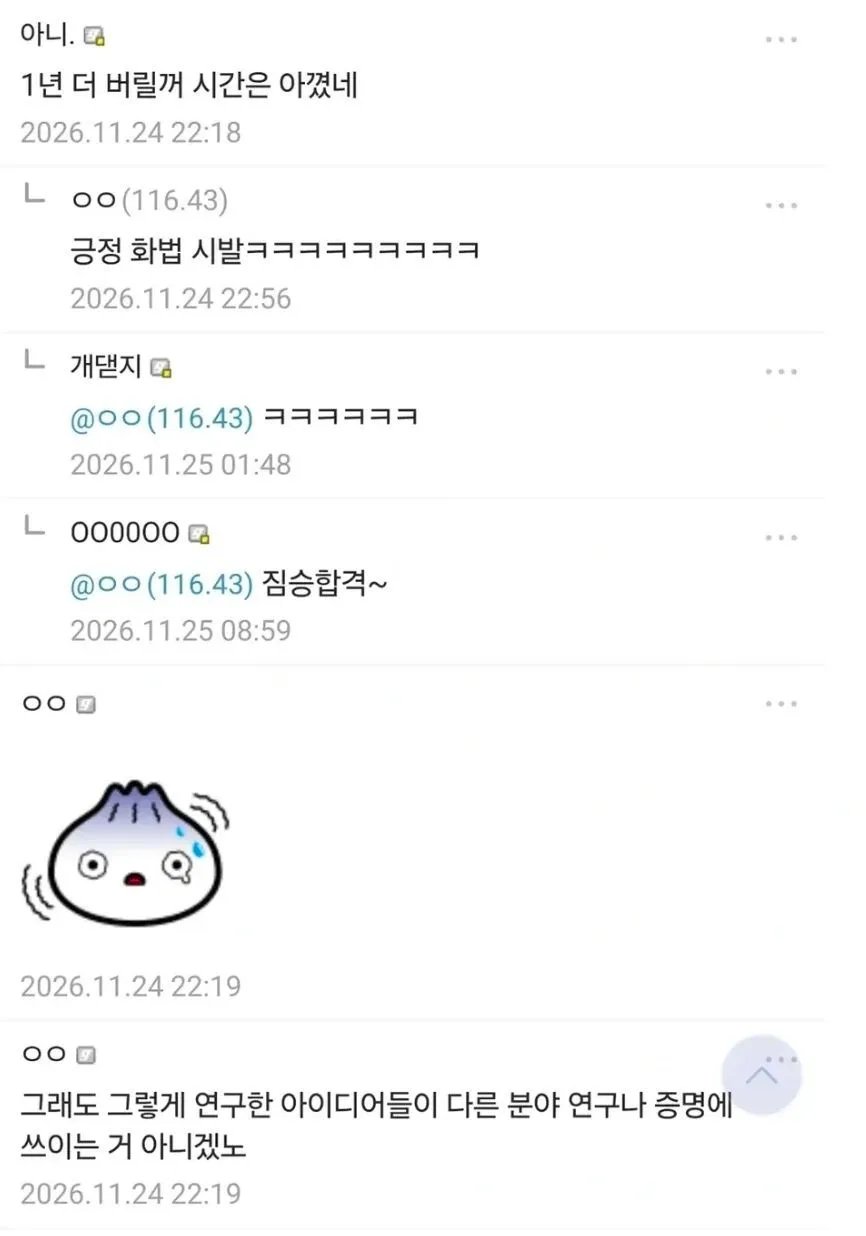 아니.
1년 더 버릴꺼 시간은 아꼈네
2026.11.24 22:18
ㅇㅇ(116.43)
긍정 화법 시발ㅋㅋㅋㅋㅋㅋㅋㅋㅋ
2026.11.24 22:56
개댇지
@ㅇㅇ(116.43) ㅋㅋㅋㅋㅋㅋ
2026.11.25 01:48
OOOOOO
@ㅇㅇ(116.43) 짐승합격~
2026.11.25 08:59
ㅇㅇ
2026.11.24 22:19
ㅇㅇ
그래도 그렇게 연구한 아이디어들이 다른 분야 연구나 증명에
쓰이는 거 아니겠노
2026.11.24 22:19